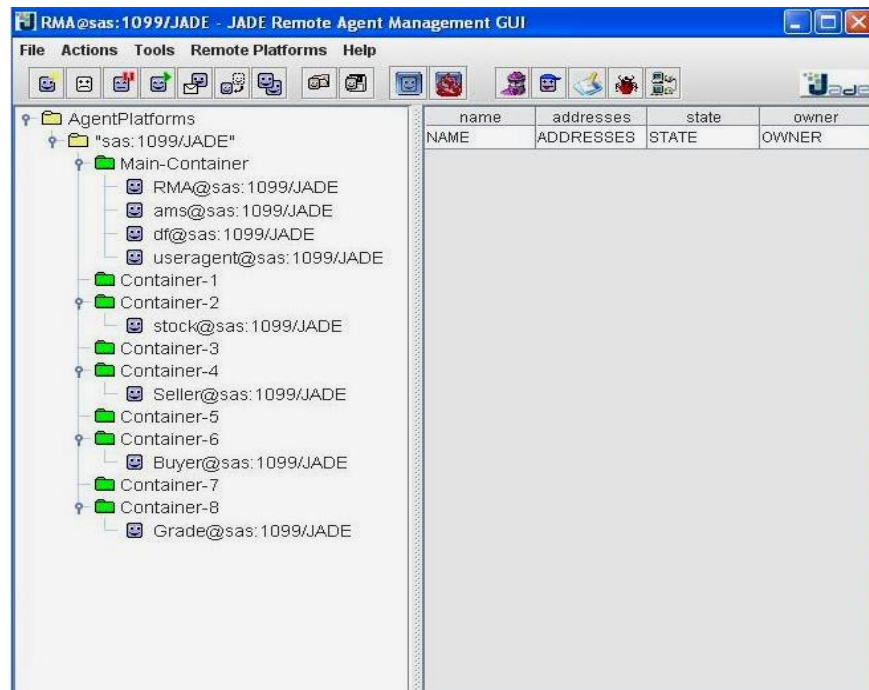 RMA@sas:1099/JADE - JADE Remote Agent Management GUI
File Actions Tools Remote Platforms Help
Jade
AgentPlatforms
"sas:1099/JADE"
Main-Container
RMA@sas:1099/JADE
ams@sas:1099/JADE
df@sas:1099/JADE
useragent@sas:1099/JADE
Container-1
Container-2
stock@sas:1099/JADE
Container-3
Container-4
Seller@sas:1099/JADE
Container-5
Container-6
Buyer@sas:1099/JADE
Container-7
Container-8
Grade@sas:1099/JADE
name addresses state owner
NAME ADDRESSES STATE OWNER